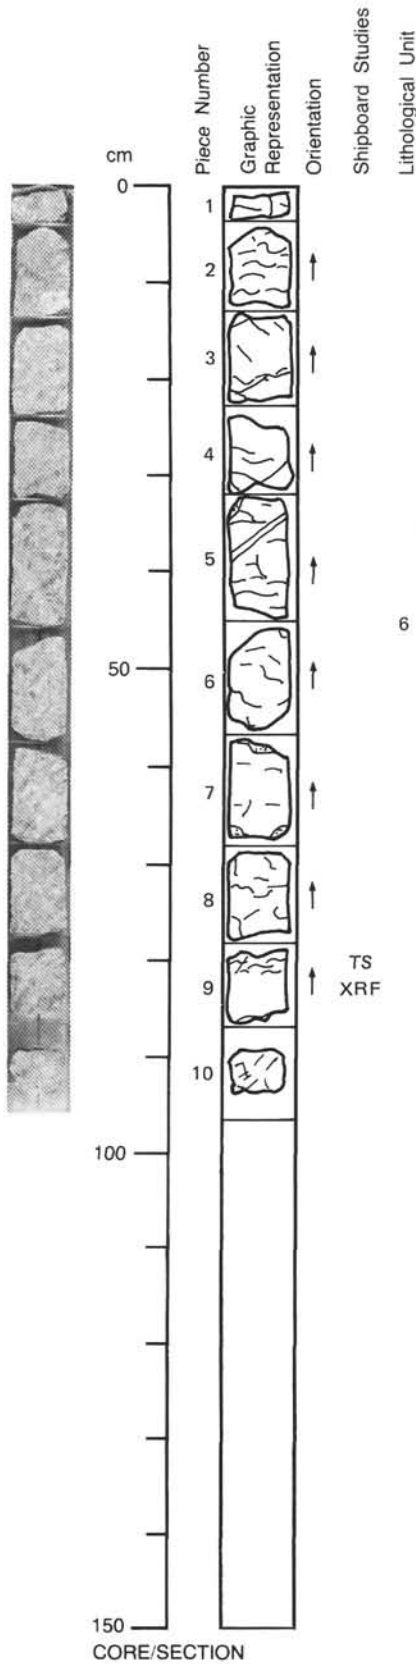 cm
Piece Number
Graphic
Representation
Orientation
Shipboard Studies
Lithological Unit
0
1
2
3
4
5
6
50
6
7
8
TS
9
XRF
10
100
150
CORE/SECTION